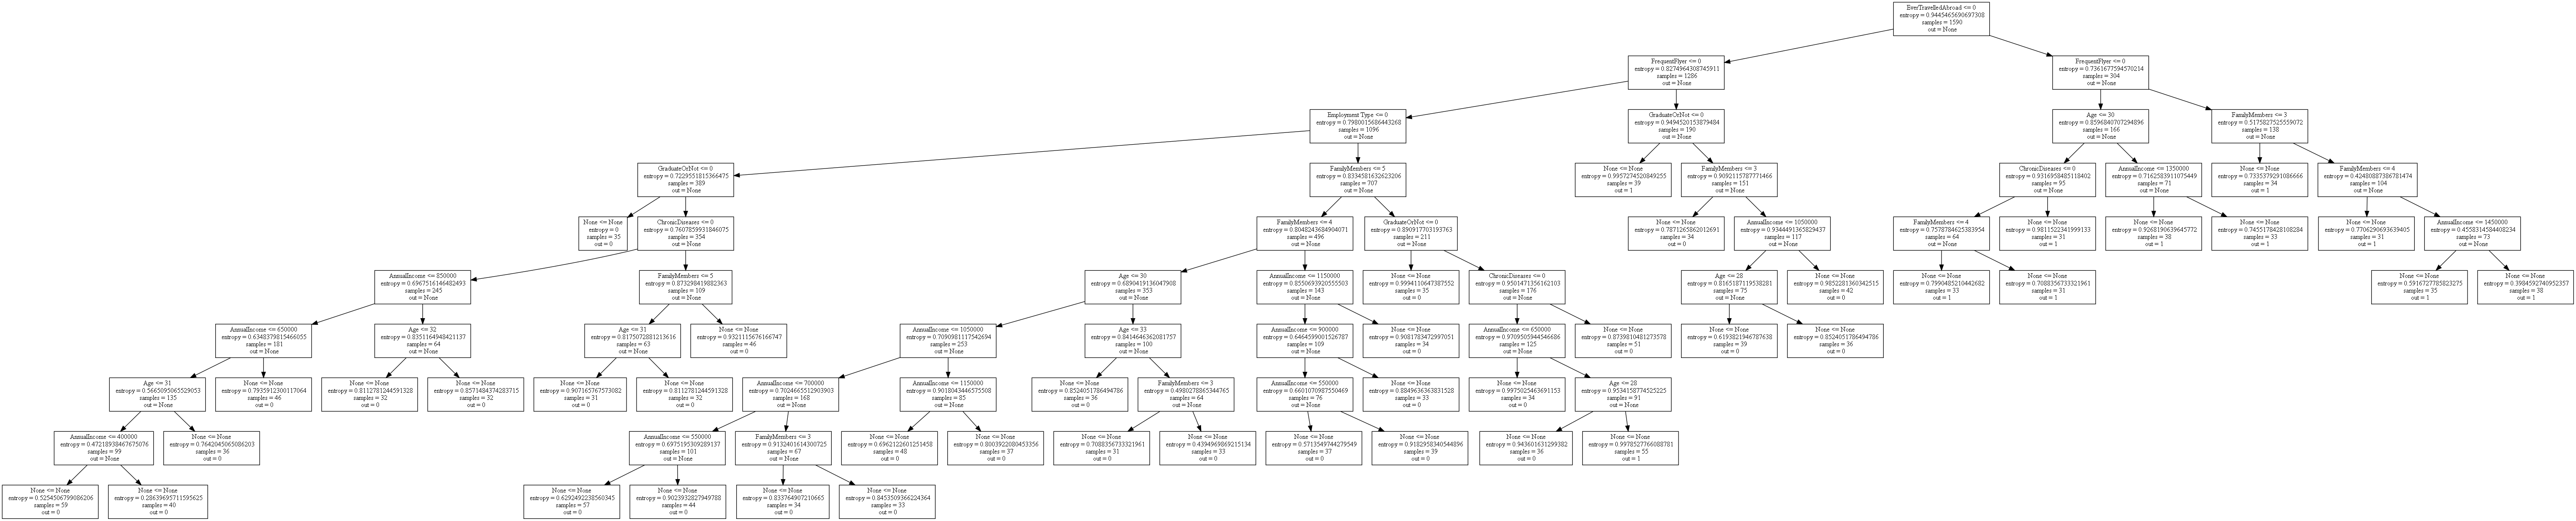 EverTravelledAbroad <= 0
entropy = 0.9445465690697308
samples = 1590
out = None
FrequentFlyer <= 0
entropy = 0.8274964308745911
samples = 1286
out = None
FrequentFlyer <= 0
entropy = 0.7361677594570214
samples = 304
out = None
Employment Type <= 0
entropy = 0.7980015686443268
samples = 1096
out = None
GraduateOrNot <= 0
entropy = 0.9494520153879484
samples = 190
out = None
Age <= 30
entropy = 0.8596840707294896
samples = 166
out = None
FamilyMembers <= 3
entropy = 0.5175827525559072
samples = 138
out = None
GraduateOrNot <= 0
entropy = 0.7229551815366475
samples = 389
out = None
FamilyMembers <= 5
entropy = 0.8334581632623206
samples = 707
out = None
None <= None
entropy = 0.9957274520849255
samples = 39
out = 1
FamilyMembers <= 3
entropy = 0.9092115787771466
samples = 151
out = None
ChronicDiseases <= 0
entropy = 0.9316958485118402
samples = 95
out = None
AnnualIncome <= 1350000
entropy = 0.7162583911075449
samples = 71
out = None
None <= None
entropy = 0.7335379291086666
samples = 34
out = 1
FamilyMembers <= 4
entropy = 0.42480887386781474
samples = 104
out = None
None <= None
entropy = 0
samples = 35
out = 0
ChronicDiseases <= 0
entropy = 0.7607859931846075
samples = 354
out = None
FamilyMembers <= 4
entropy = 0.8048243684904071
samples = 496
out = None
GraduateOrNot <= 0
entropy = 0.890917703193763
samples = 211
out = None
None <= None
entropy = 0.7871265862012691
samples = 34
out = 0
AnnualIncome <= 1050000
entropy = 0.9344491365829437
samples = 117
out = None
FamilyMembers <= 4
entropy = 0.7578784625383954
samples = 64
out = None
None <= None
entropy = 0.9811522341999133
samples = 31
out = 1
None <= None
entropy = 0.9268190639645772
samples = 38
out = 1
None <= None
entropy = 0.7455178428108284
samples = 33
out = 1
None <= None
entropy = 0.7706290693639405
samples = 31
out = 1
AnnualIncome <= 1450000
entropy = 0.4558314584408234
samples = 73
out = None
AnnualIncome <= 850000
entropy = 0.6967516146482493
samples = 245
out = None
FamilyMembers <= 5
entropy = 0.873298419882363
samples = 109
out = None
Age <= 30
entropy = 0.6890419136047908
samples = 353
out = None
AnnualIncome <= 1150000
entropy = 0.8550693920555503
samples = 143
out = None
None <= None
entropy = 0.9994110647387552
samples = 35
out = 0
ChronicDiseases <= 0
entropy = 0.9501471356162103
samples = 176
out = None
Age <= 28
entropy = 0.8165187119538281
samples = 75
out = None
None <= None
entropy = 0.9852281360342515
samples = 42
out = 0
None <= None
entropy = 0.7990485210442682
samples = 33
out = 1
None <= None
entropy = 0.7088356733321961
samples = 31
out = 1
None <= None
entropy = 0.5916727785823275
samples = 35
out = 1
None <= None
entropy = 0.3984592740952357
samples = 38
out = 1
AnnualIncome <= 650000
entropy = 0.6348379815466055
samples = 181
out = None
Age <= 32
entropy = 0.8351164948421137
samples = 64
out = None
Age <= 31
entropy = 0.8175072881213616
samples = 63
out = None
None <= None
entropy = 0.9321115676166747
samples = 46
out = 0
AnnualIncome <= 1050000
entropy = 0.7090981117542694
samples = 253
out = None
Age <= 33
entropy = 0.8414646362081757
samples = 100
out = None
AnnualIncome <= 900000
entropy = 0.6464599001526787
samples = 109
out = None
None <= None
entropy = 0.9081783472997051
samples = 34
out = 0
AnnualIncome <= 650000
entropy = 0.9709505944546686
samples = 125
out = None
None <= None
entropy = 0.8739810481273578
samples = 51
out = 0
None <= None
entropy = 0.6193821946787638
samples = 39
out = 0
None <= None
entropy = 0.8524051786494786
samples = 36
out = 0
Age <= 31
entropy = 0.5665095065529053
samples = 135
out = None
None <= None
entropy = 0.7935912300117064
samples = 46
out = 0
None <= None
entropy = 0.8112781244591328
samples = 32
out = 0
None <= None
entropy = 0.8571484374283715
samples = 32
out = 0
None <= None
entropy = 0.907165767573082
samples = 31
out = 0
None <= None
entropy = 0.8112781244591328
samples = 32
out = 0
AnnualIncome <= 700000
entropy = 0.7024665512903903
samples = 168
out = None
AnnualIncome <= 1150000
entropy = 0.9018043446575508
samples = 85
out = None
None <= None
entropy = 0.8524051786494786
samples = 36
out = 0
FamilyMembers <= 3
entropy = 0.4980278865344765
samples = 64
out = None
AnnualIncome <= 550000
entropy = 0.6601070987550469
samples = 76
out = None
None <= None
entropy = 0.8849636363831528
samples = 33
out = 0
None <= None
entropy = 0.9975025463691153
samples = 34
out = 0
Age <= 28
entropy = 0.9534158774525225
samples = 91
out = None
AnnualIncome <= 400000
entropy = 0.47218938467675076
samples = 99
out = None
None <= None
entropy = 0.7642045065086203
samples = 36
out = 0
AnnualIncome <= 550000
entropy = 0.6975195309289137
samples = 101
out = None
FamilyMembers <= 3
entropy = 0.9132401614300725
samples = 67
out = None
None <= None
entropy = 0.6962122601251458
samples = 48
out = 0
None <= None
entropy = 0.8003922080453356
samples = 37
out = 0
None <= None
entropy = 0.7088356733321961
samples = 31
out = 0
None <= None
entropy = 0.4394969869215134
samples = 33
out = 0
None <= None
entropy = 0.5713549744279549
samples = 37
out = 0
None <= None
entropy = 0.9182958340544896
samples = 39
out = 0
None <= None
entropy = 0.943601631299382
samples = 36
out = 0
None <= None
entropy = 0.9978527766088781
samples = 55
out = 1
None <= None
entropy = 0.5254506799086206
samples = 59
out = 0
None <= None
entropy = 0.28639695711595625
samples = 40
out = 0
None <= None
entropy = 0.6292492238560345
samples = 57
out = 0
None <= None
entropy = 0.9023932827949788
samples = 44
out = 0
None <= None
entropy = 0.833764907210665
samples = 34
out = 0
None <= None
entropy = 0.8453509366224364
samples = 33
out = 0